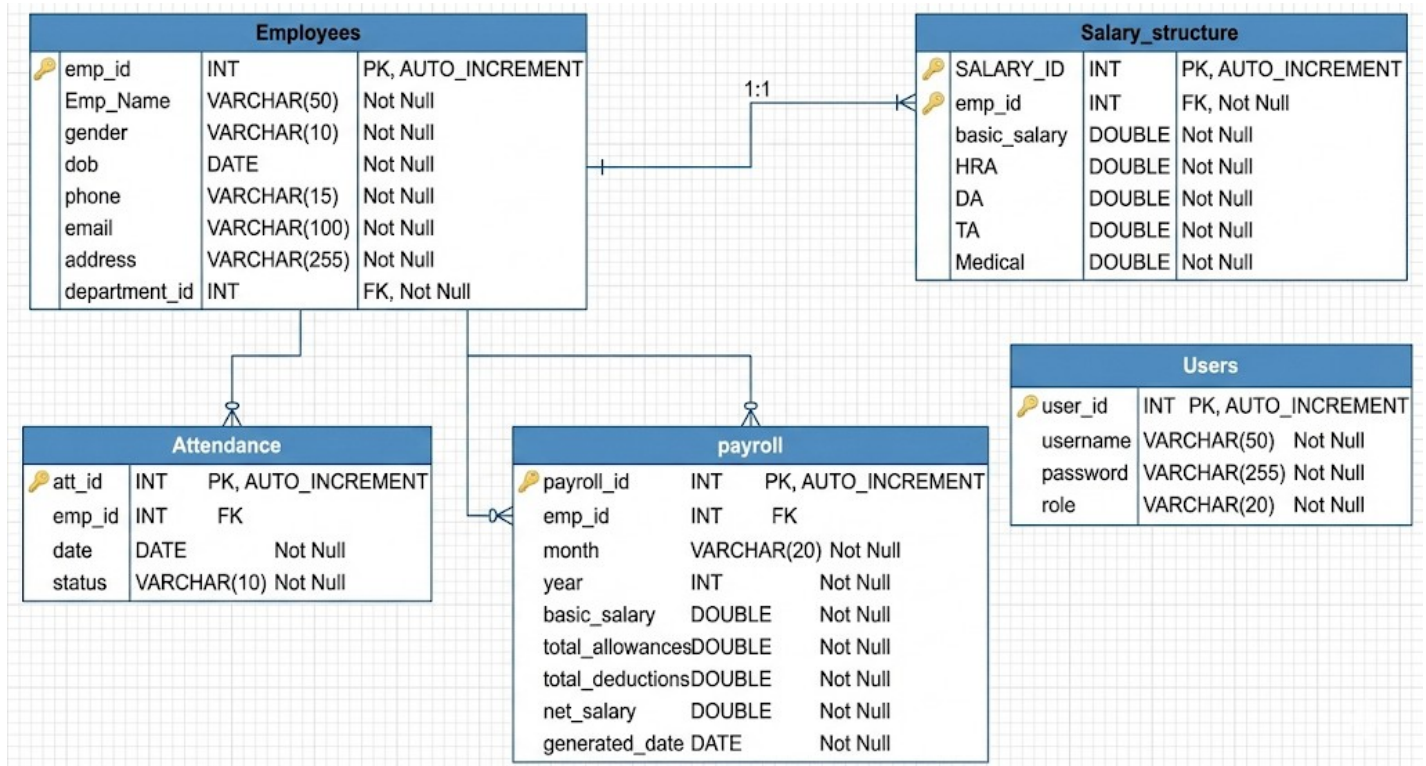 Employees
emp_id INT PK, AUTO_INCREMENT
Emp_Name VARCHAR(50) Not Null
gender VARCHAR(10) Not Null
dob DATE Not Null
phone VARCHAR(15) Not Null
email VARCHAR(100) Not Null
address VARCHAR(255) Not Null
department_id INT FK, Not Null
1:1
Salary_structure
SALARY_ID INT PK, AUTO_INCREMENT
emp_id INT FK, Not Null
basic_salary DOUBLE Not Null
HRA DOUBLE Not Null
DA DOUBLE Not Null
TA DOUBLE Not Null
Medical DOUBLE Not Null
Users
user_id INT PK, AUTO_INCREMENT
username VARCHAR(50) Not Null
password VARCHAR(255) Not Null
role VARCHAR(20) Not Null
Attendance
att_id INT PK, AUTO_INCREMENT
emp_id INT FK
date DATE Not Null
status VARCHAR(10) Not Null
payroll
payroll_id INT PK, AUTO_INCREMENT
emp_id INT FK
month VARCHAR(20) Not Null
year INT Not Null
basic_salary DOUBLE Not Null
total_allowances DOUBLE Not Null
total_deductions DOUBLE Not Null
net_salary DOUBLE Not Null
generated_date DATE Not Null